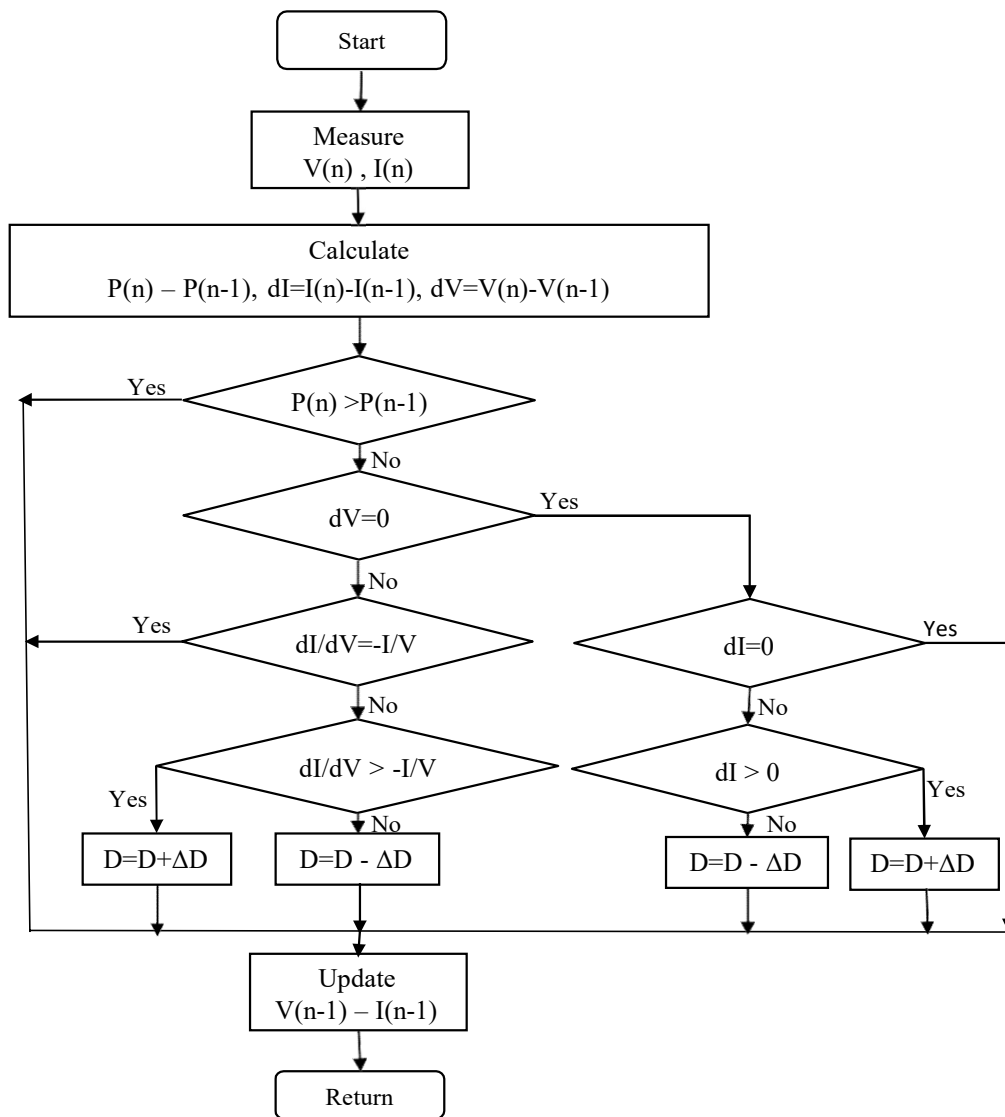 Start
Measure
V(n) , I(n)
Calculate
P(n) – P(n-1), dI=I(n)-I(n-1), dV=V(n)-V(n-1)
Yes
P(n) >P(n-1)
No
dV=0
Yes
No
Yes
dI/dV=-I/V
dI=0
Yes
No
No
dI/dV > -I/V
dI > 0
Yes
Yes
No
No
D=D+ΔD
D=D - ΔD
D=D - ΔD
D=D+ΔD
Update
V(n-1) – I(n-1)
Return